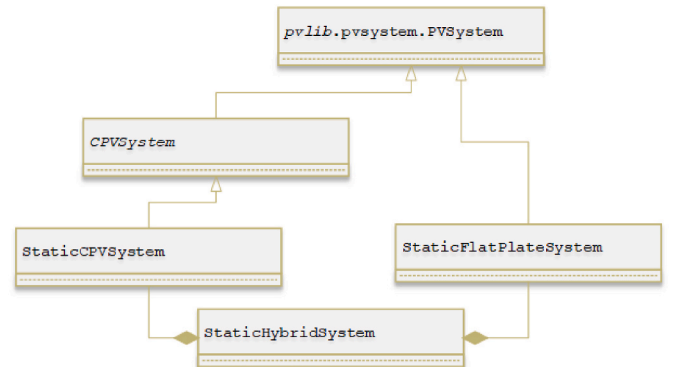 pvlib.pvsystem.PVSystem
CPVSystem
StaticCPVSystem
StaticFlatPlateSystem
StaticHybridSystem